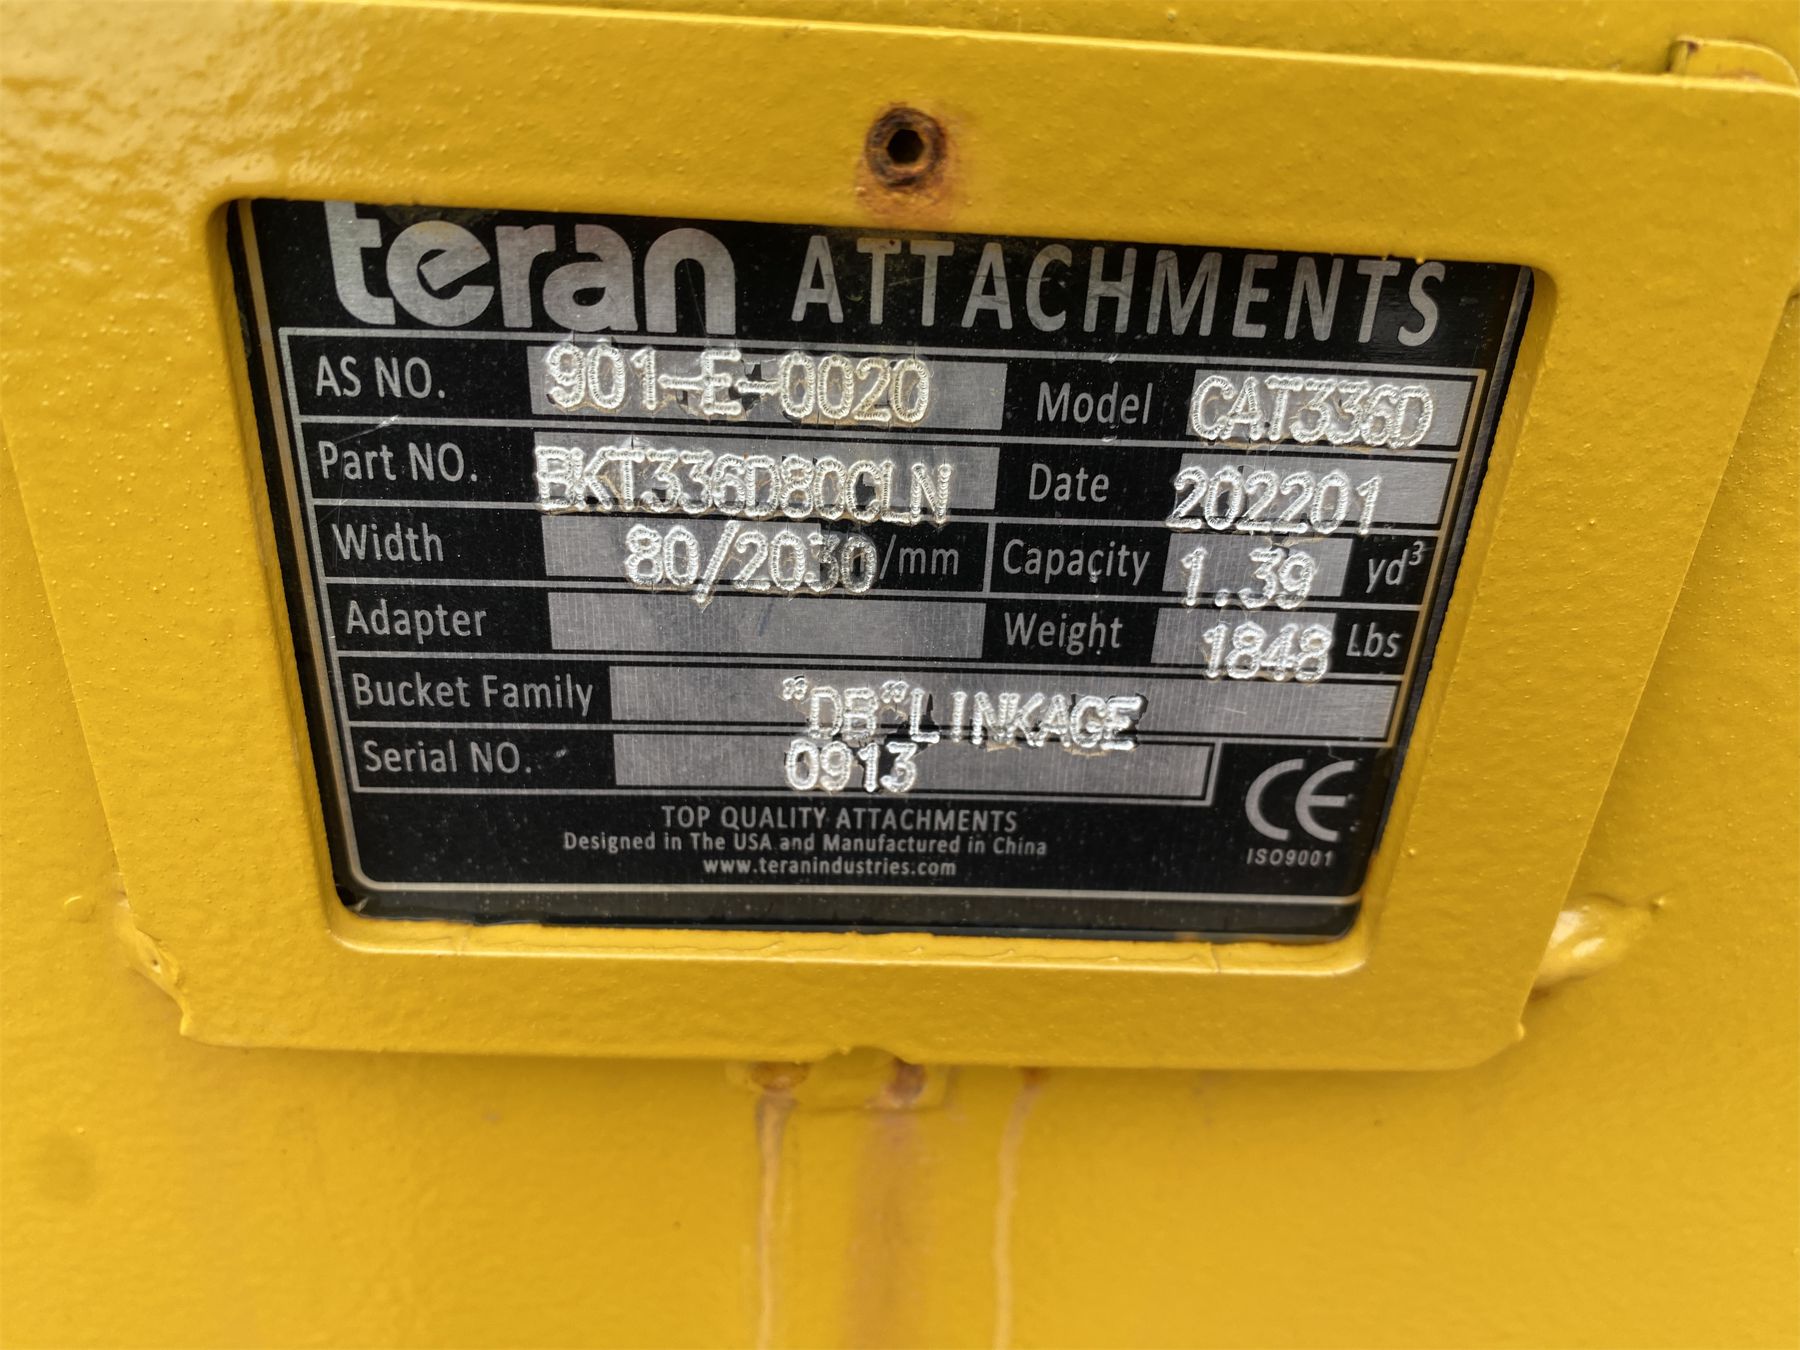 teran ATTACHMENTS
AS NO. 901-E-0020 Model CAT336D
Part NO. BKT336D80CLN Date 202201
Width 80/2030 /mm Capacity 1.39 yd³
Adapter Weight 1848 Lbs
Bucket Family "DB"LINKAGE
Serial NO. 0913
CE
ISO9001
TOP QUALITY ATTACHMENTS
Designed in The USA and Manufactured in China
www.teranindustries.com